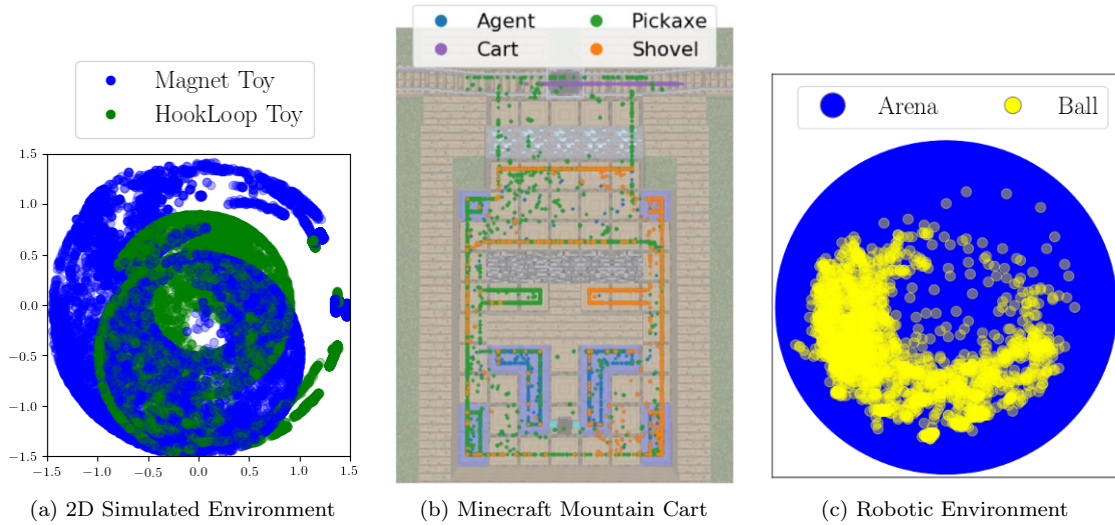 Magnet Toy
HookLoop Toy
1.5
1.0
0.5
0.0
−0.5
−1.0
−1.5
−1.5 −1.0 −0.5 0.0 0.5 1.0 1.5
(a) 2D Simulated Environment
Agent Pickaxe
Cart Shovel
(b) Minecraft Mountain Cart
Arena Ball
(c) Robotic Environment